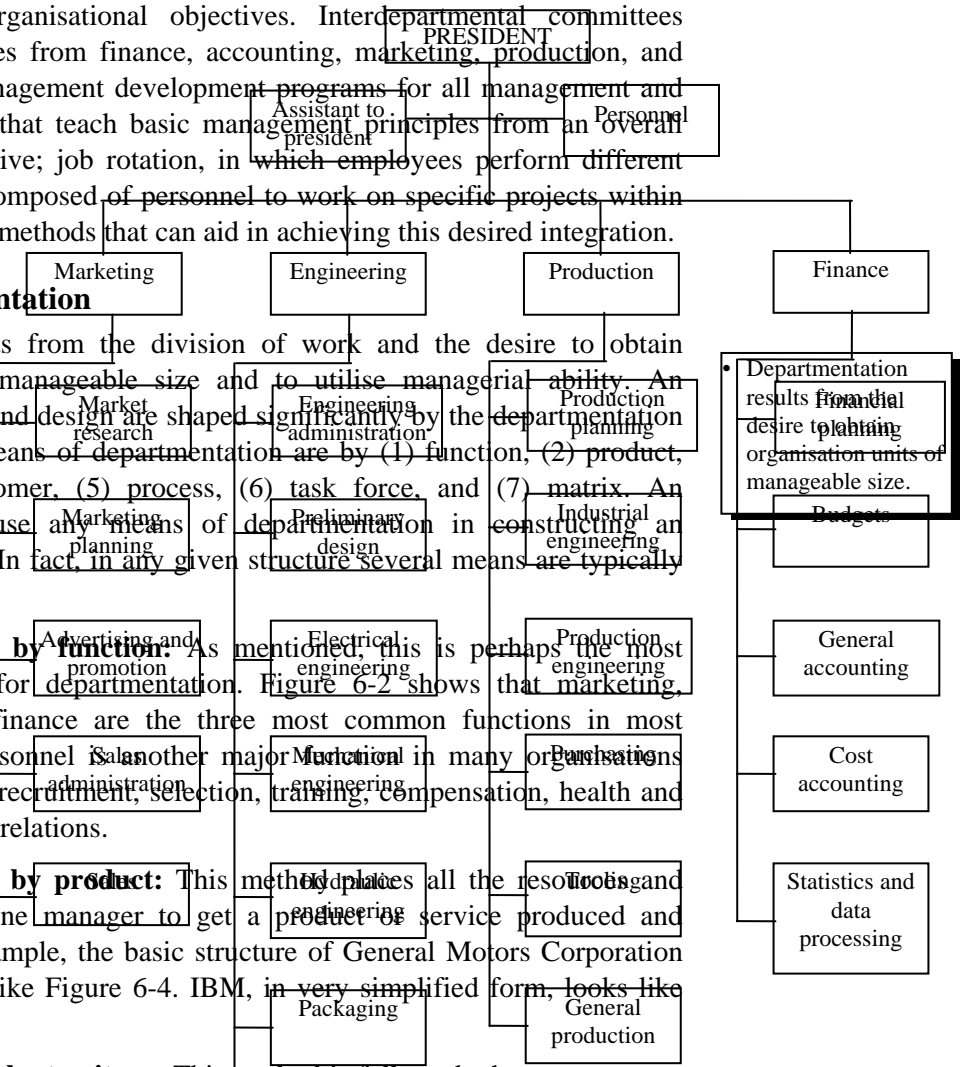 rganisational objectives. Interdepartmental committees
es from finance, accounting, marketing, production, and
nagement development programs for all management and
that teach basic management principles from an overall
ive; job rotation, in which employees perform different
omposed of personnel to work on specific projects within
methods that can aid in achieving this desired integration.
ntation
s from the division of work and the desire to obtain
manageable size and to utilise managerial ability. An
nd design are shaped significantly by the departmentation
eans of departmentation are by (1) function, (2) product,
omer, (5) process, (6) task force, and (7) matrix. An
use any means of departmentation in constructing an
In fact, in any given structure several means are typically
by function: As mentioned, this is perhaps the most
for departmentation. Figure 6-2 shows that marketing,
finance are the three most common functions in most
sonnel is another major function in many organisations
recruitment, selection, training, compensation, health and
relations.
by product: This method places all the resources and
ne manager to get a product or service produced and
ample, the basic structure of General Motors Corporation
ike Figure 6-4. IBM, in very simplified form, looks like
• Departmentation
results from the
desire to obtain
organisation units of
manageable size.
PRESIDENT
Assistant to
president
Personnel
Marketing
Engineering
Production
Finance
Market
research
Engineering
administration
Production
planning
Financial
planning
Marketing
planning
Preliminary
design
Industrial
engineering
Budgets
Advertising and
promotion
Electrical
engineering
Production
engineering
General
accounting
Sales
administration
Mechanical
engineering
Purchasing
Cost
accounting
Sales
Hydraulic
engineering
Tooling
Statistics and
data
processing
Packaging
General
production